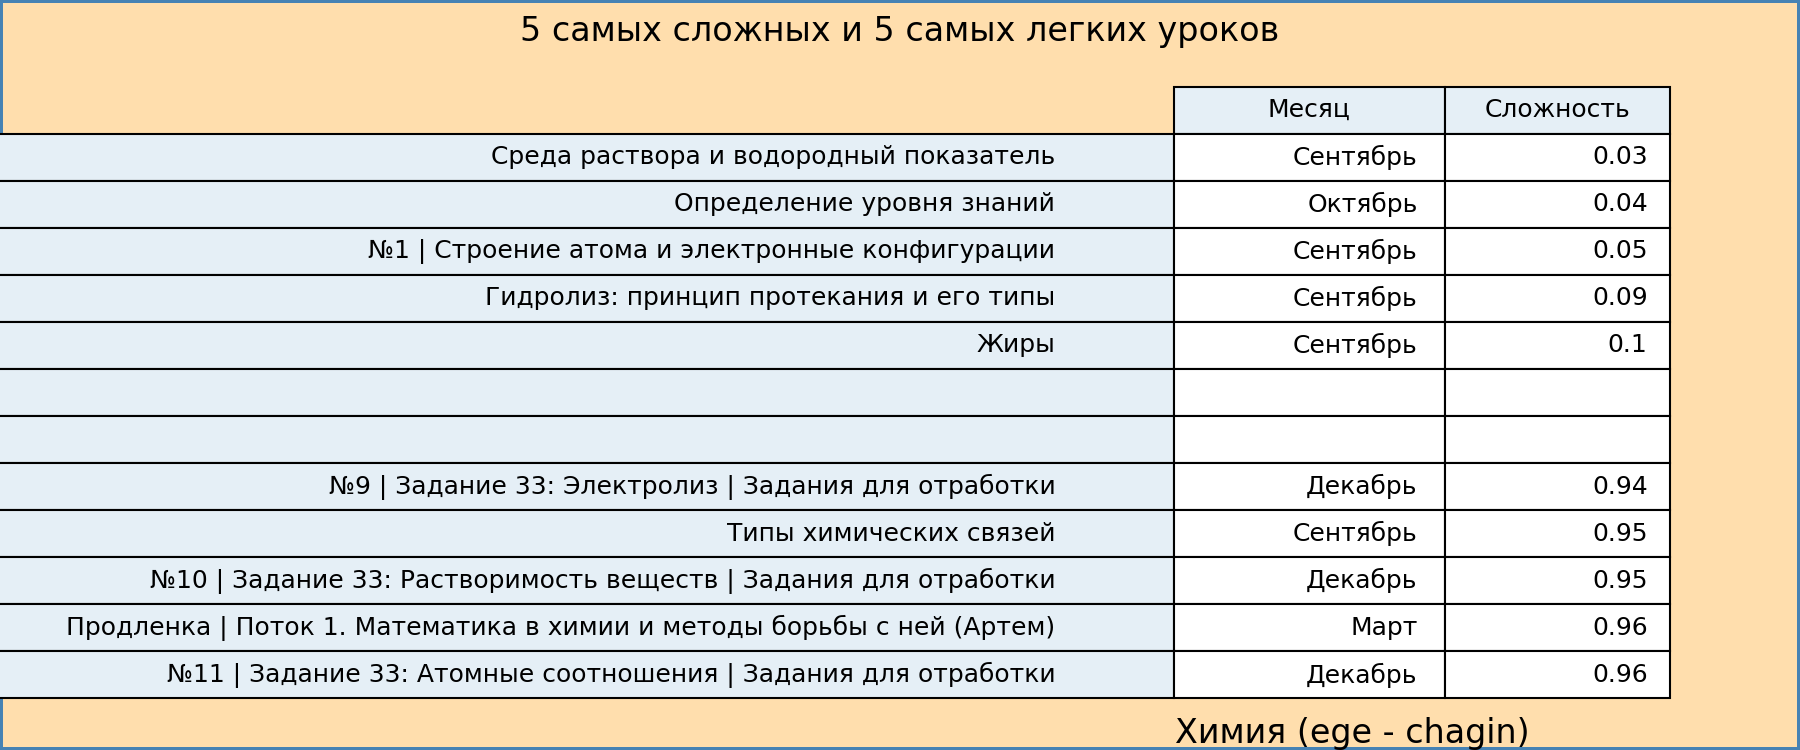 5 самых сложных и 5 самых легких уроков
Месяц Сложность
Среда раствора и водородный показатель Сентябрь 0.03
Определение уровня знаний Октябрь 0.04
№1 | Строение атома и электронные конфигурации Сентябрь 0.05
Гидролиз: принцип протекания и его типы Сентябрь 0.09
Жиры Сентябрь 0.1
№9 | Задание 33: Электролиз | Задания для отработки Декабрь 0.94
Типы химических связей Сентябрь 0.95
№10 | Задание 33: Растворимость веществ | Задания для отработки Декабрь 0.95
Продленка | Поток 1. Математика в химии и методы борьбы с ней (Артем) Март 0.96
№11 | Задание 33: Атомные соотношения | Задания для отработки Декабрь 0.96
Химия (ege - chagin)